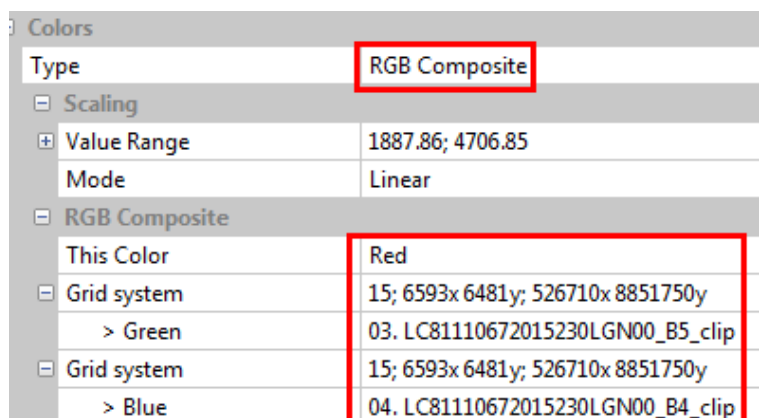 Colors
Type RGB Composite
Scaling
Value Range 1887.86; 4706.85
Mode Linear
RGB Composite
This Color Red
Grid system 15; 6593x 6481y; 526710x 8851750y
> Green 03. LC81110672015230LGN00_B5_clip
Grid system 15; 6593x 6481y; 526710x 8851750y
> Blue 04. LC81110672015230LGN00_B4_clip